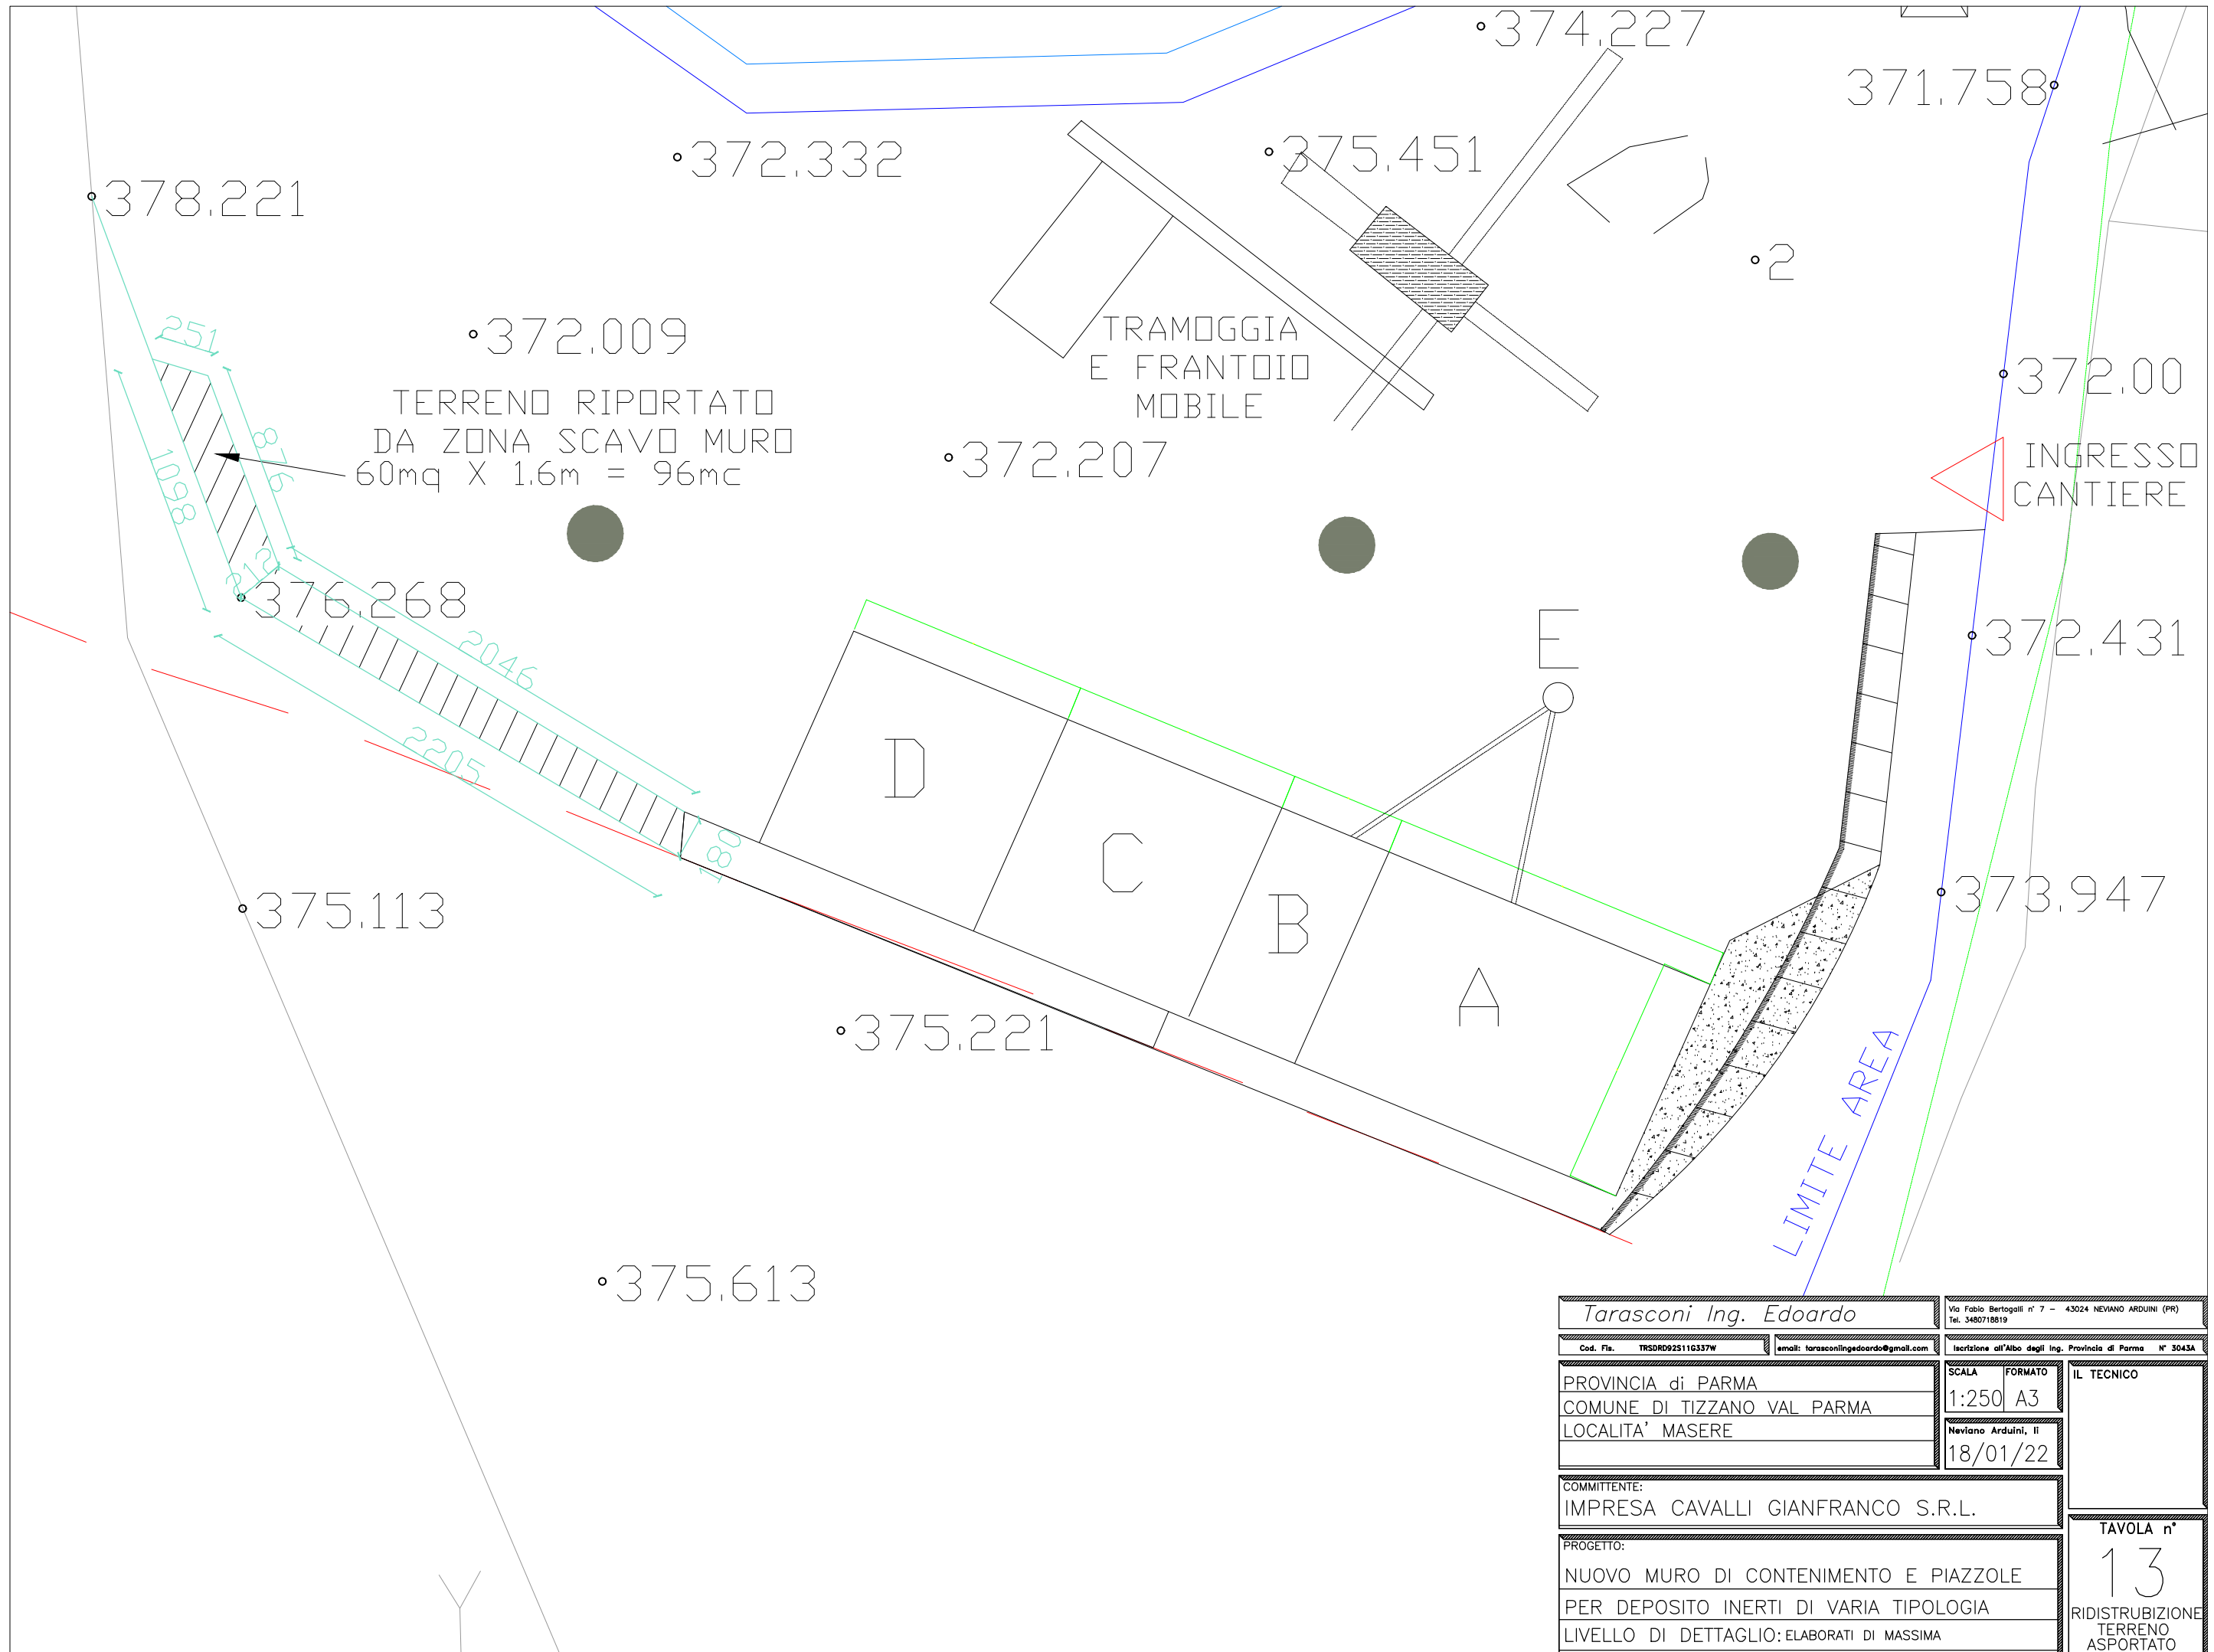 374.227
371.758
372.332
375.451
378.221
2
251
372.009
TRAMOGGIA
E FRANTOIO
MOBILE
372.00
TERRENO RIPORTATO
DA ZONA SCAVO MURO
60mq X 1.6m = 96mc
876
1098
372.207
INGRESSO
CANTIERE
212
376.268
E
372.431
2046
2205
D
C
180
B
A
373.947
375.113
375.221
LIMITE AREA
375.613
Tarasconi Ing. Edoardo
Via Fabio Bertogalli n° 7 - 43024 NEVIANO ARDUINI (PR)
Tel. 3480718819
Cod. Fis. TRSDRD92S11G337W
email: tarasconiingedoardo@gmail.com
Iscrizione all'Albo degli Ing. Provincia di Parma N° 3043A
PROVINCIA di PARMA
COMUNE DI TIZZANO VAL PARMA
LOCALITA' MASERE
SCALA
1:250
FORMATO
A3
Neviano Arduini, lì
18/01/22
IL TECNICO
COMMITTENTE:
IMPRESA CAVALLI GIANFRANCO S.R.L.
PROGETTO:
NUOVO MURO DI CONTENIMENTO E PIAZZOLE
PER DEPOSITO INERTI DI VARIA TIPOLOGIA
LIVELLO DI DETTAGLIO: ELABORATI DI MASSIMA
TAVOLA n°
13
RIDISTRUBIZIONE
TERRENO
ASPORTATO